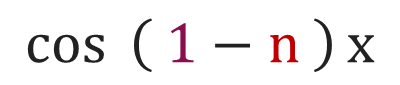 cos (1 − n)x